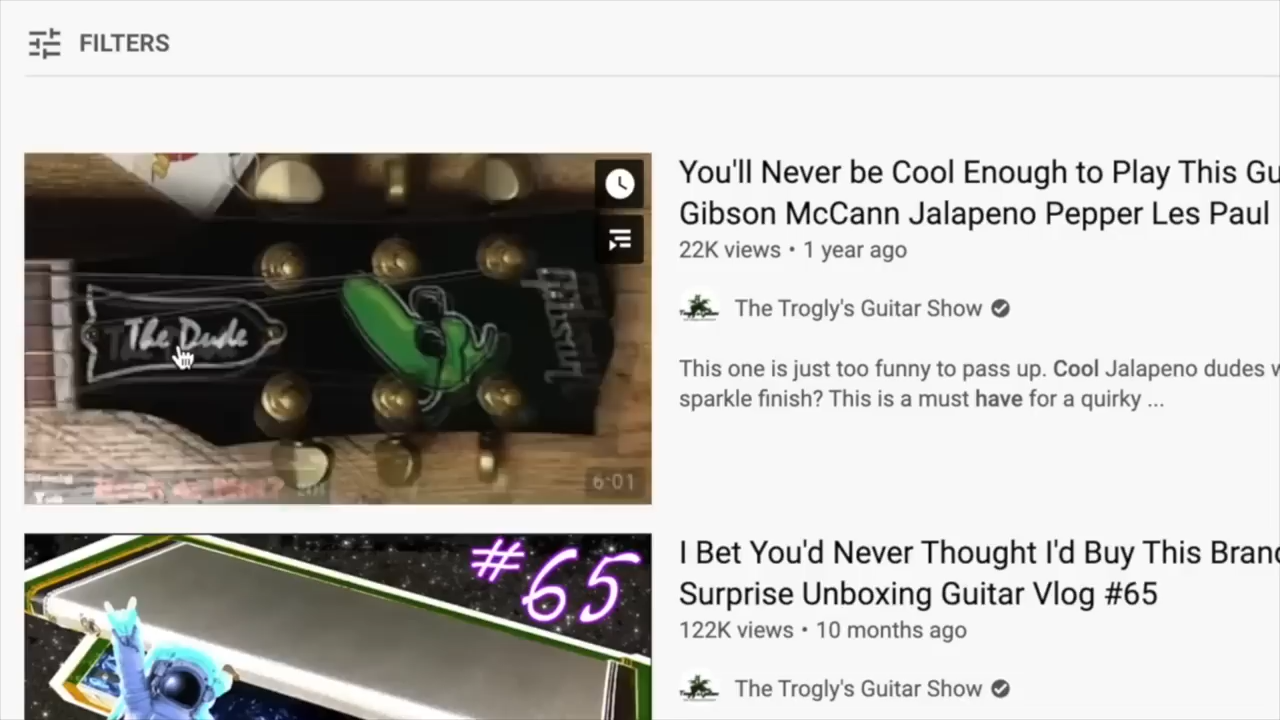 FILTERS
The Dude
Gibson
6:01
You'll Never be Cool Enough to Play This Gu
Gibson McCann Jalapeno Pepper Les Paul
22K views • 1 year ago
The Trogly's Guitar Show
This one is just too funny to pass up. Cool Jalapeno dudes w
sparkle finish? This is a must have for a quirky ...
#65
I Bet You'd Never Thought I'd Buy This Brand
Surprise Unboxing Guitar Vlog #65
122K views • 10 months ago
The Trogly's Guitar Show